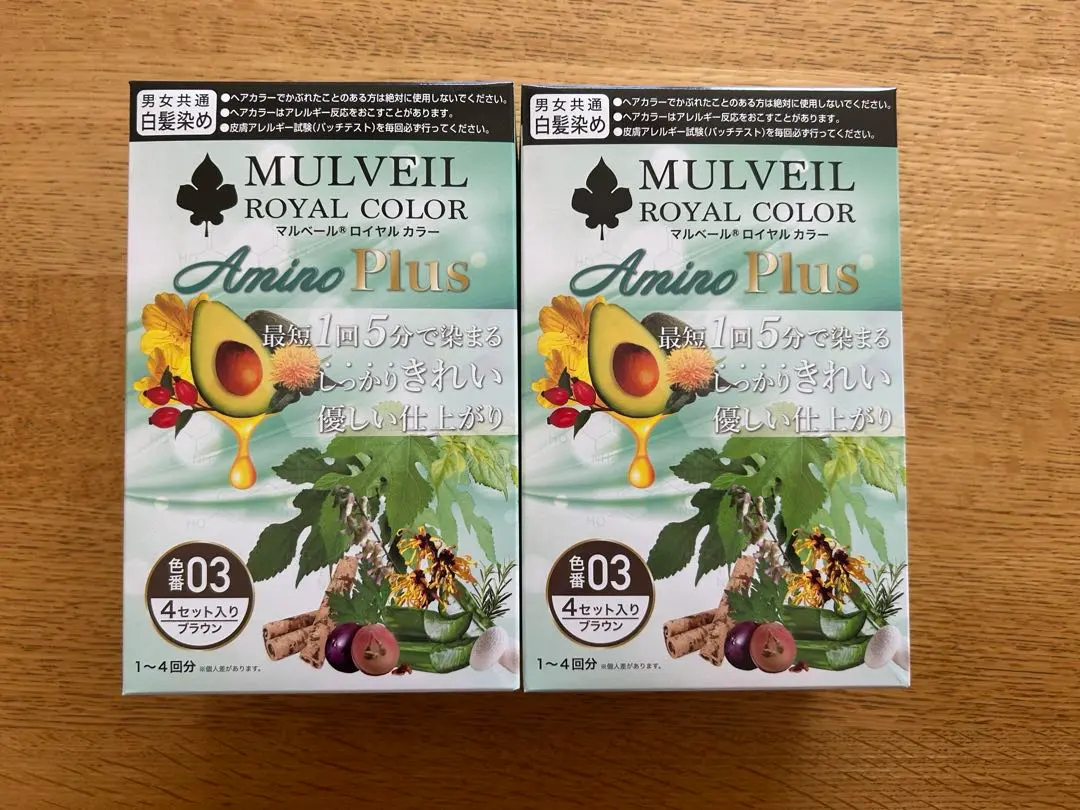 男女共通
白髪染め
●ヘアカラーでかぶれたことのある方は絶対に使用しないでください。
●ヘアカラーはアレルギー反応をおこすことがあります。
●皮膚アレルギー試験(パッチテスト)を毎回必ず行ってください。
MULVEIL
ROYAL COLOR
マルベール® ロイヤル カラー
Amino Plus
最短1回5分で染まる
しっかりきれい
優しい仕上がり
色番03
4セット入り
ブラウン
1〜4回分 ※個人差があります。
男女共通
白髪染め
●ヘアカラーでかぶれたことのある方は絶対に使用しないでください。
●ヘアカラーはアレルギー反応をおこすことがあります。
●皮膚アレルギー試験(パッチテスト)を毎回必ず行ってください。
MULVEIL
ROYAL COLOR
マルベール® ロイヤル カラー
Amino Plus
最短1回5分で染まる
しっかりきれい
優しい仕上がり
色番03
4セット入り
ブラウン
1〜4回分 ※個人差があります。